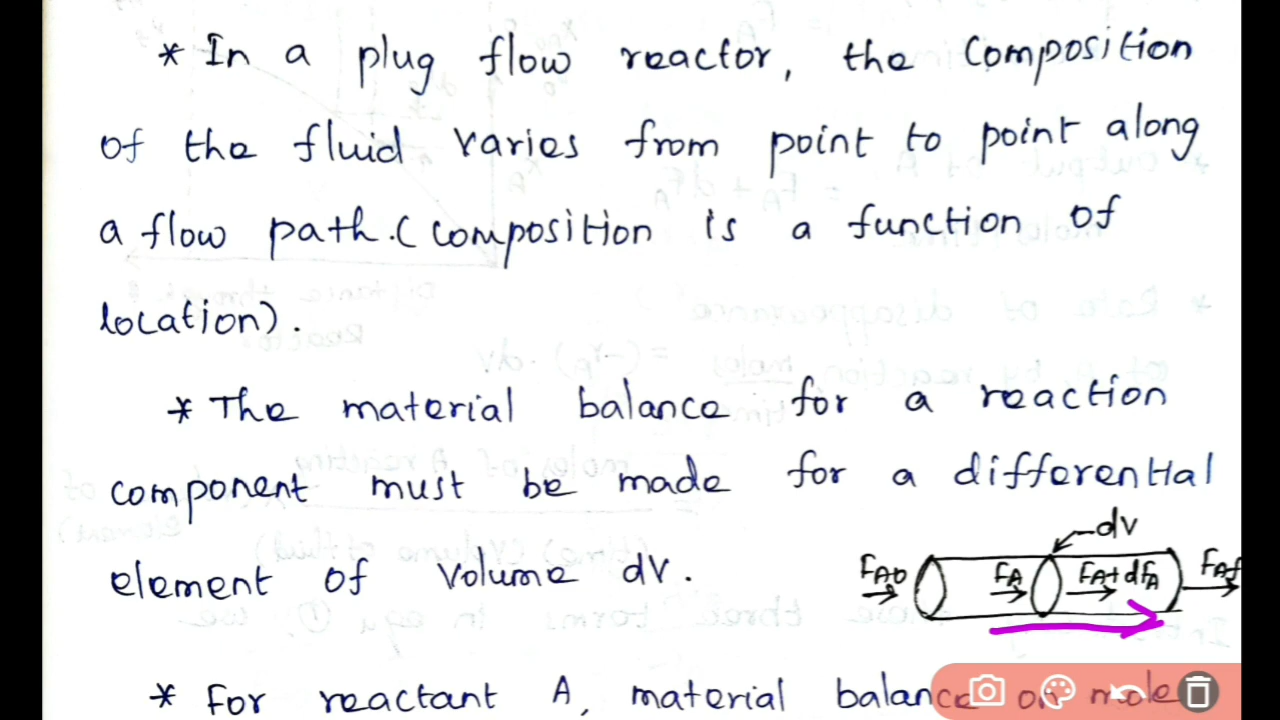 * In a plug flow reactor, the composition
of the fluid varies from point to point along
a flow path. (composition is a function of
location).
* The material balance for a reaction
component must be made for a differential
element of volume dv.
dv
FA0 FA FA+dFA FAf
* For reactant A, material balance on mole